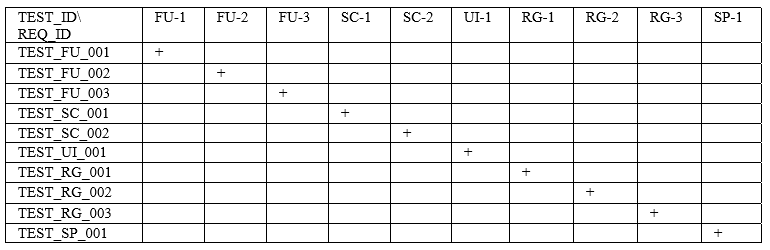 TEST_ID\ FU-1 FU-2 FU-3 SC-1 SC-2 UI-1 RG-1 RG-2 RG-3 SP-1
REQ_ID
TEST_FU_001 +
TEST_FU_002 +
TEST_FU_003 +
TEST_SC_001 +
TEST_SC_002 +
TEST_UI_001 +
TEST_RG_001 +
TEST_RG_002 +
TEST_RG_003 +
TEST_SP_001 +